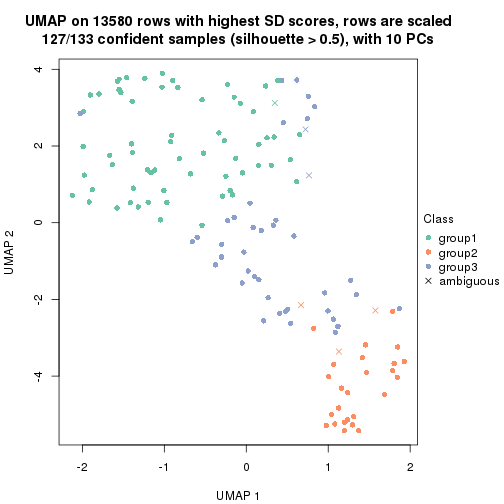 UMAP on 13580 rows with highest SD scores, rows are scaled
127/133 confident samples (silhouette > 0.5), with 10 PCs
4
2
0
-2
-4
UMAP 2
-2
-1
0
1
2
UMAP 1
Class
group1
group2
group3
ambiguous